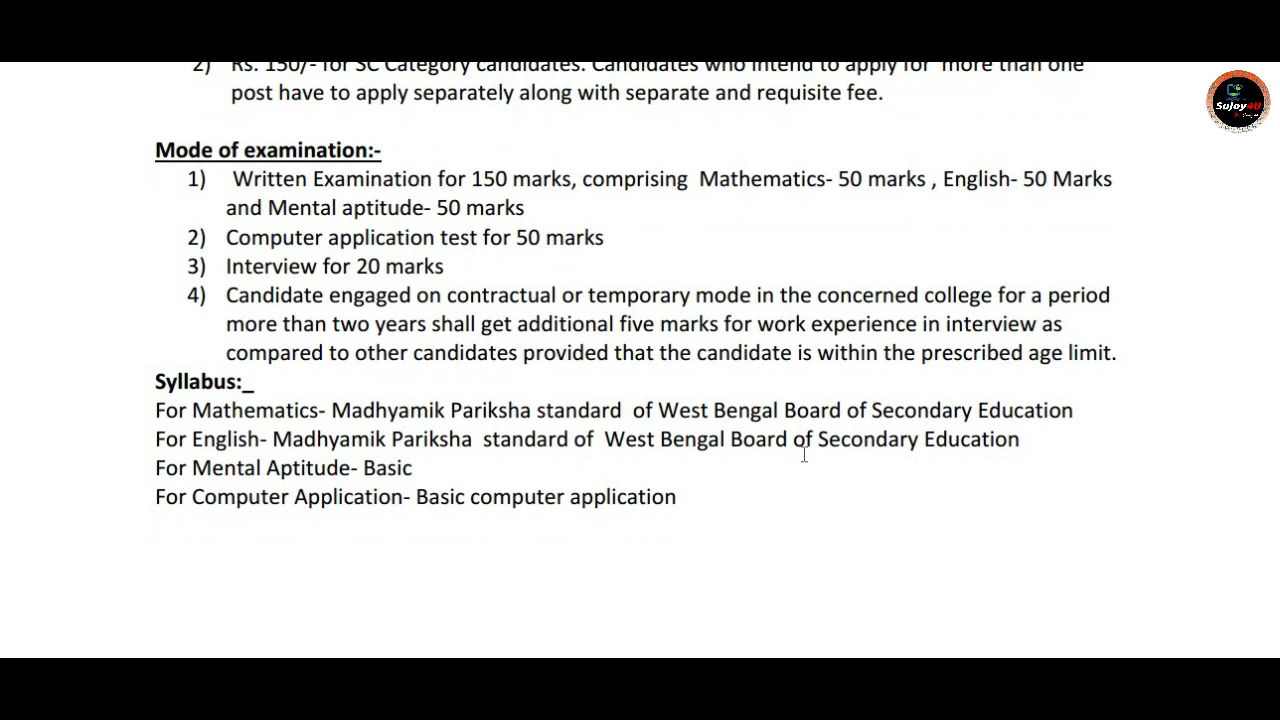 2) Rs. 150/- for SC Category candidates. Candidates who intend to apply for more than one
post have to apply separately along with separate and requisite fee.
SuJoy4U
Mode of examination:-
1) Written Examination for 150 marks, comprising Mathematics- 50 marks , English- 50 Marks
and Mental aptitude- 50 marks
2) Computer application test for 50 marks
3) Interview for 20 marks
4) Candidate engaged on contractual or temporary mode in the concerned college for a period
more than two years shall get additional five marks for work experience in interview as
compared to other candidates provided that the candidate is within the prescribed age limit.
Syllabus:_
For Mathematics- Madhyamik Pariksha standard of West Bengal Board of Secondary Education
For English- Madhyamik Pariksha standard of West Bengal Board of Secondary Education
For Mental Aptitude- Basic
For Computer Application- Basic computer application